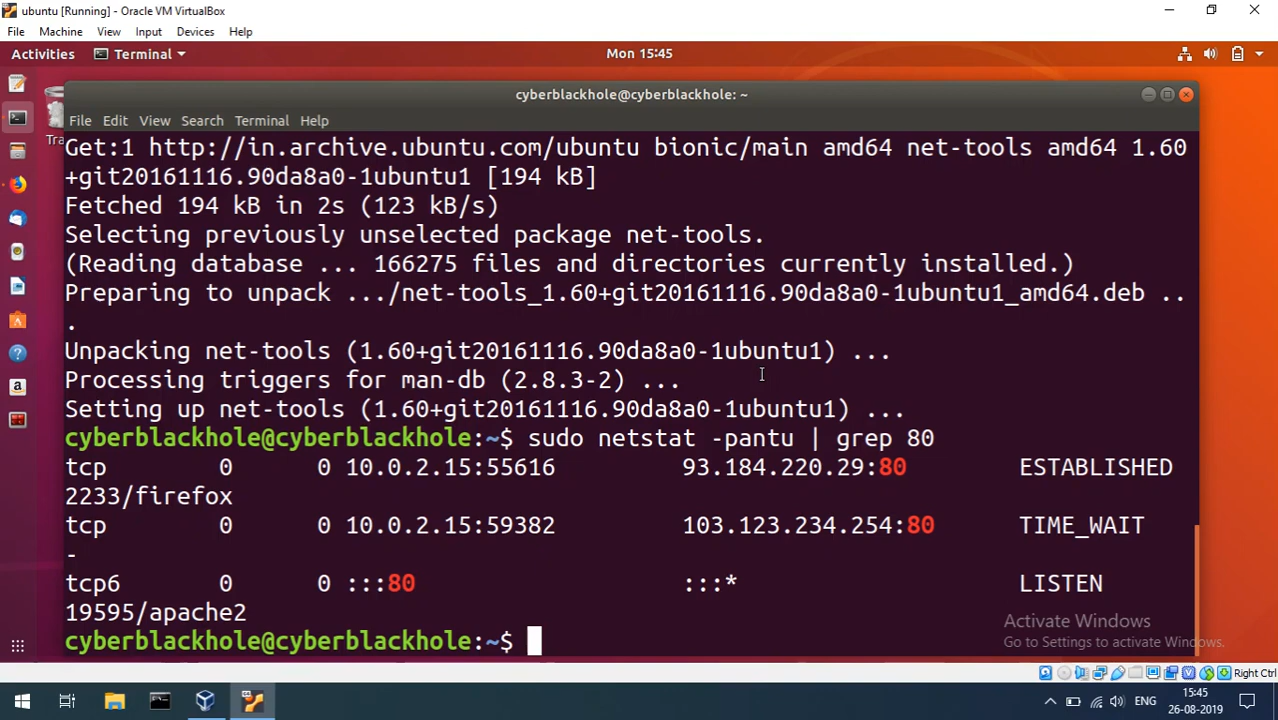 ubuntu [Running] - Oracle VM VirtualBox
File Machine View Input Devices Help
Activities Terminal Mon 15:45
cyberblackhole@cyberblackhole: ~
File Edit View Search Terminal Help
Get:1 http://in.archive.ubuntu.com/ubuntu bionic/main amd64 net-tools amd64 1.60
+git20161116.90da8a0-1ubuntu1 [194 kB]
Fetched 194 kB in 2s (123 kB/s)
Selecting previously unselected package net-tools.
(Reading database ... 166275 files and directories currently installed.)
Preparing to unpack .../net-tools_1.60+git20161116.90da8a0-1ubuntu1_amd64.deb ..
.
Unpacking net-tools (1.60+git20161116.90da8a0-1ubuntu1) ...
Processing triggers for man-db (2.8.3-2) ...
Setting up net-tools (1.60+git20161116.90da8a0-1ubuntu1) ...
cyberblackhole@cyberblackhole:~$ sudo netstat -pantu | grep 80
tcp 0 0 10.0.2.15:55616 93.184.220.29:80 ESTABLISHED
2233/firefox
tcp 0 0 10.0.2.15:59382 103.123.234.254:80 TIME_WAIT
-
tcp6 0 0 :::80 :::* LISTEN
19595/apache2
cyberblackhole@cyberblackhole:~$
Activate Windows
Go to Settings to activate Windows.
Right Ctrl
ENG 15:45
26-08-2019